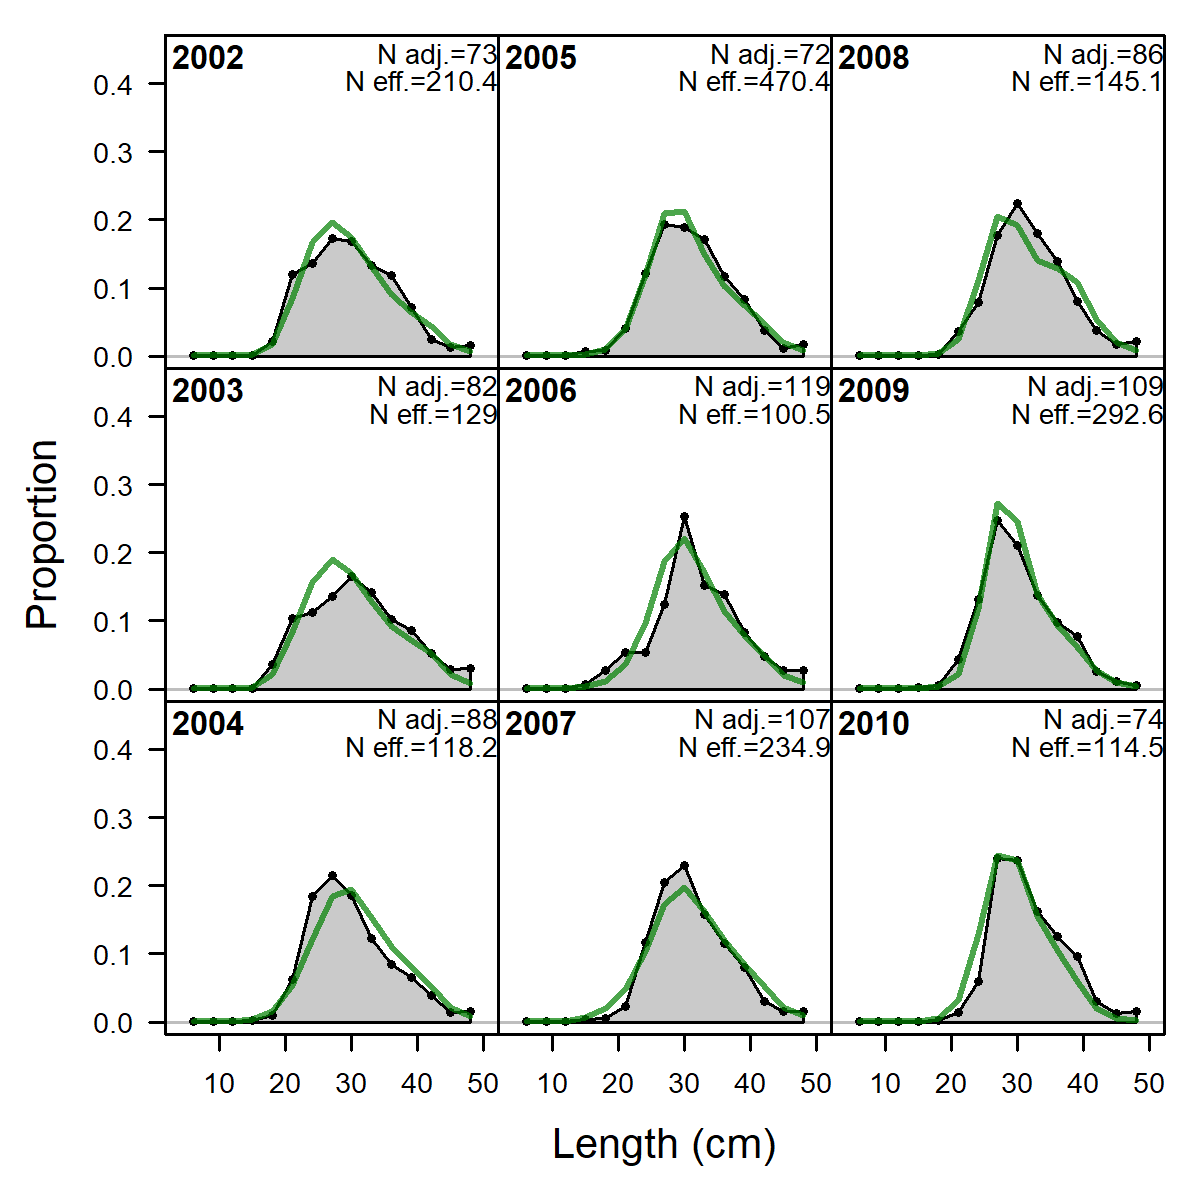 2002 N adj.=73
N eff.=210.4
2005 N adj.=72
N eff.=470.4
2008 N adj.=86
N eff.=145.1
0.4
0.3
0.2
0.1
0.0
2003 N adj.=82
N eff.=129
2006 N adj.=119
N eff.=100.5
2009 N adj.=109
N eff.=292.6
0.4
0.3
0.2
0.1
0.0
2004 N adj.=88
N eff.=118.2
2007 N adj.=107
N eff.=234.9
2010 N adj.=74
N eff.=114.5
0.4
0.3
0.2
0.1
0.0
Proportion
10 20 30 40 50 10 20 30 40 50 10 20 30 40 50
Length (cm)